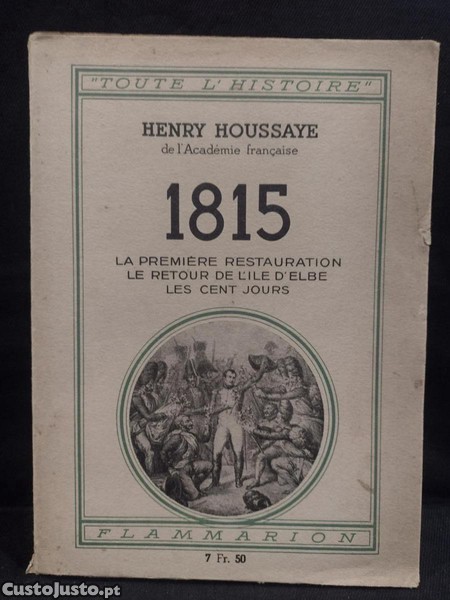 "TOUTE L'HISTOIRE"
HENRY HOUSSAYE
de l'Académie française
1815
LA PREMIÈRE RESTAURATION
LE RETOUR DE L'ILE D'ELBE
LES CENT JOURS
FLAMMARION
7 Fr. 50
CustoJusto.pt